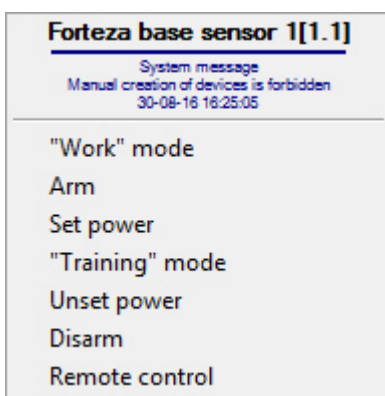 Forteza base sensor 1[1.1]
System message
Manual creation of devices is forbidden
30-08-16 16:25:05
"Work" mode
Arm
Set power
"Training" mode
Unset power
Disarm
Remote control